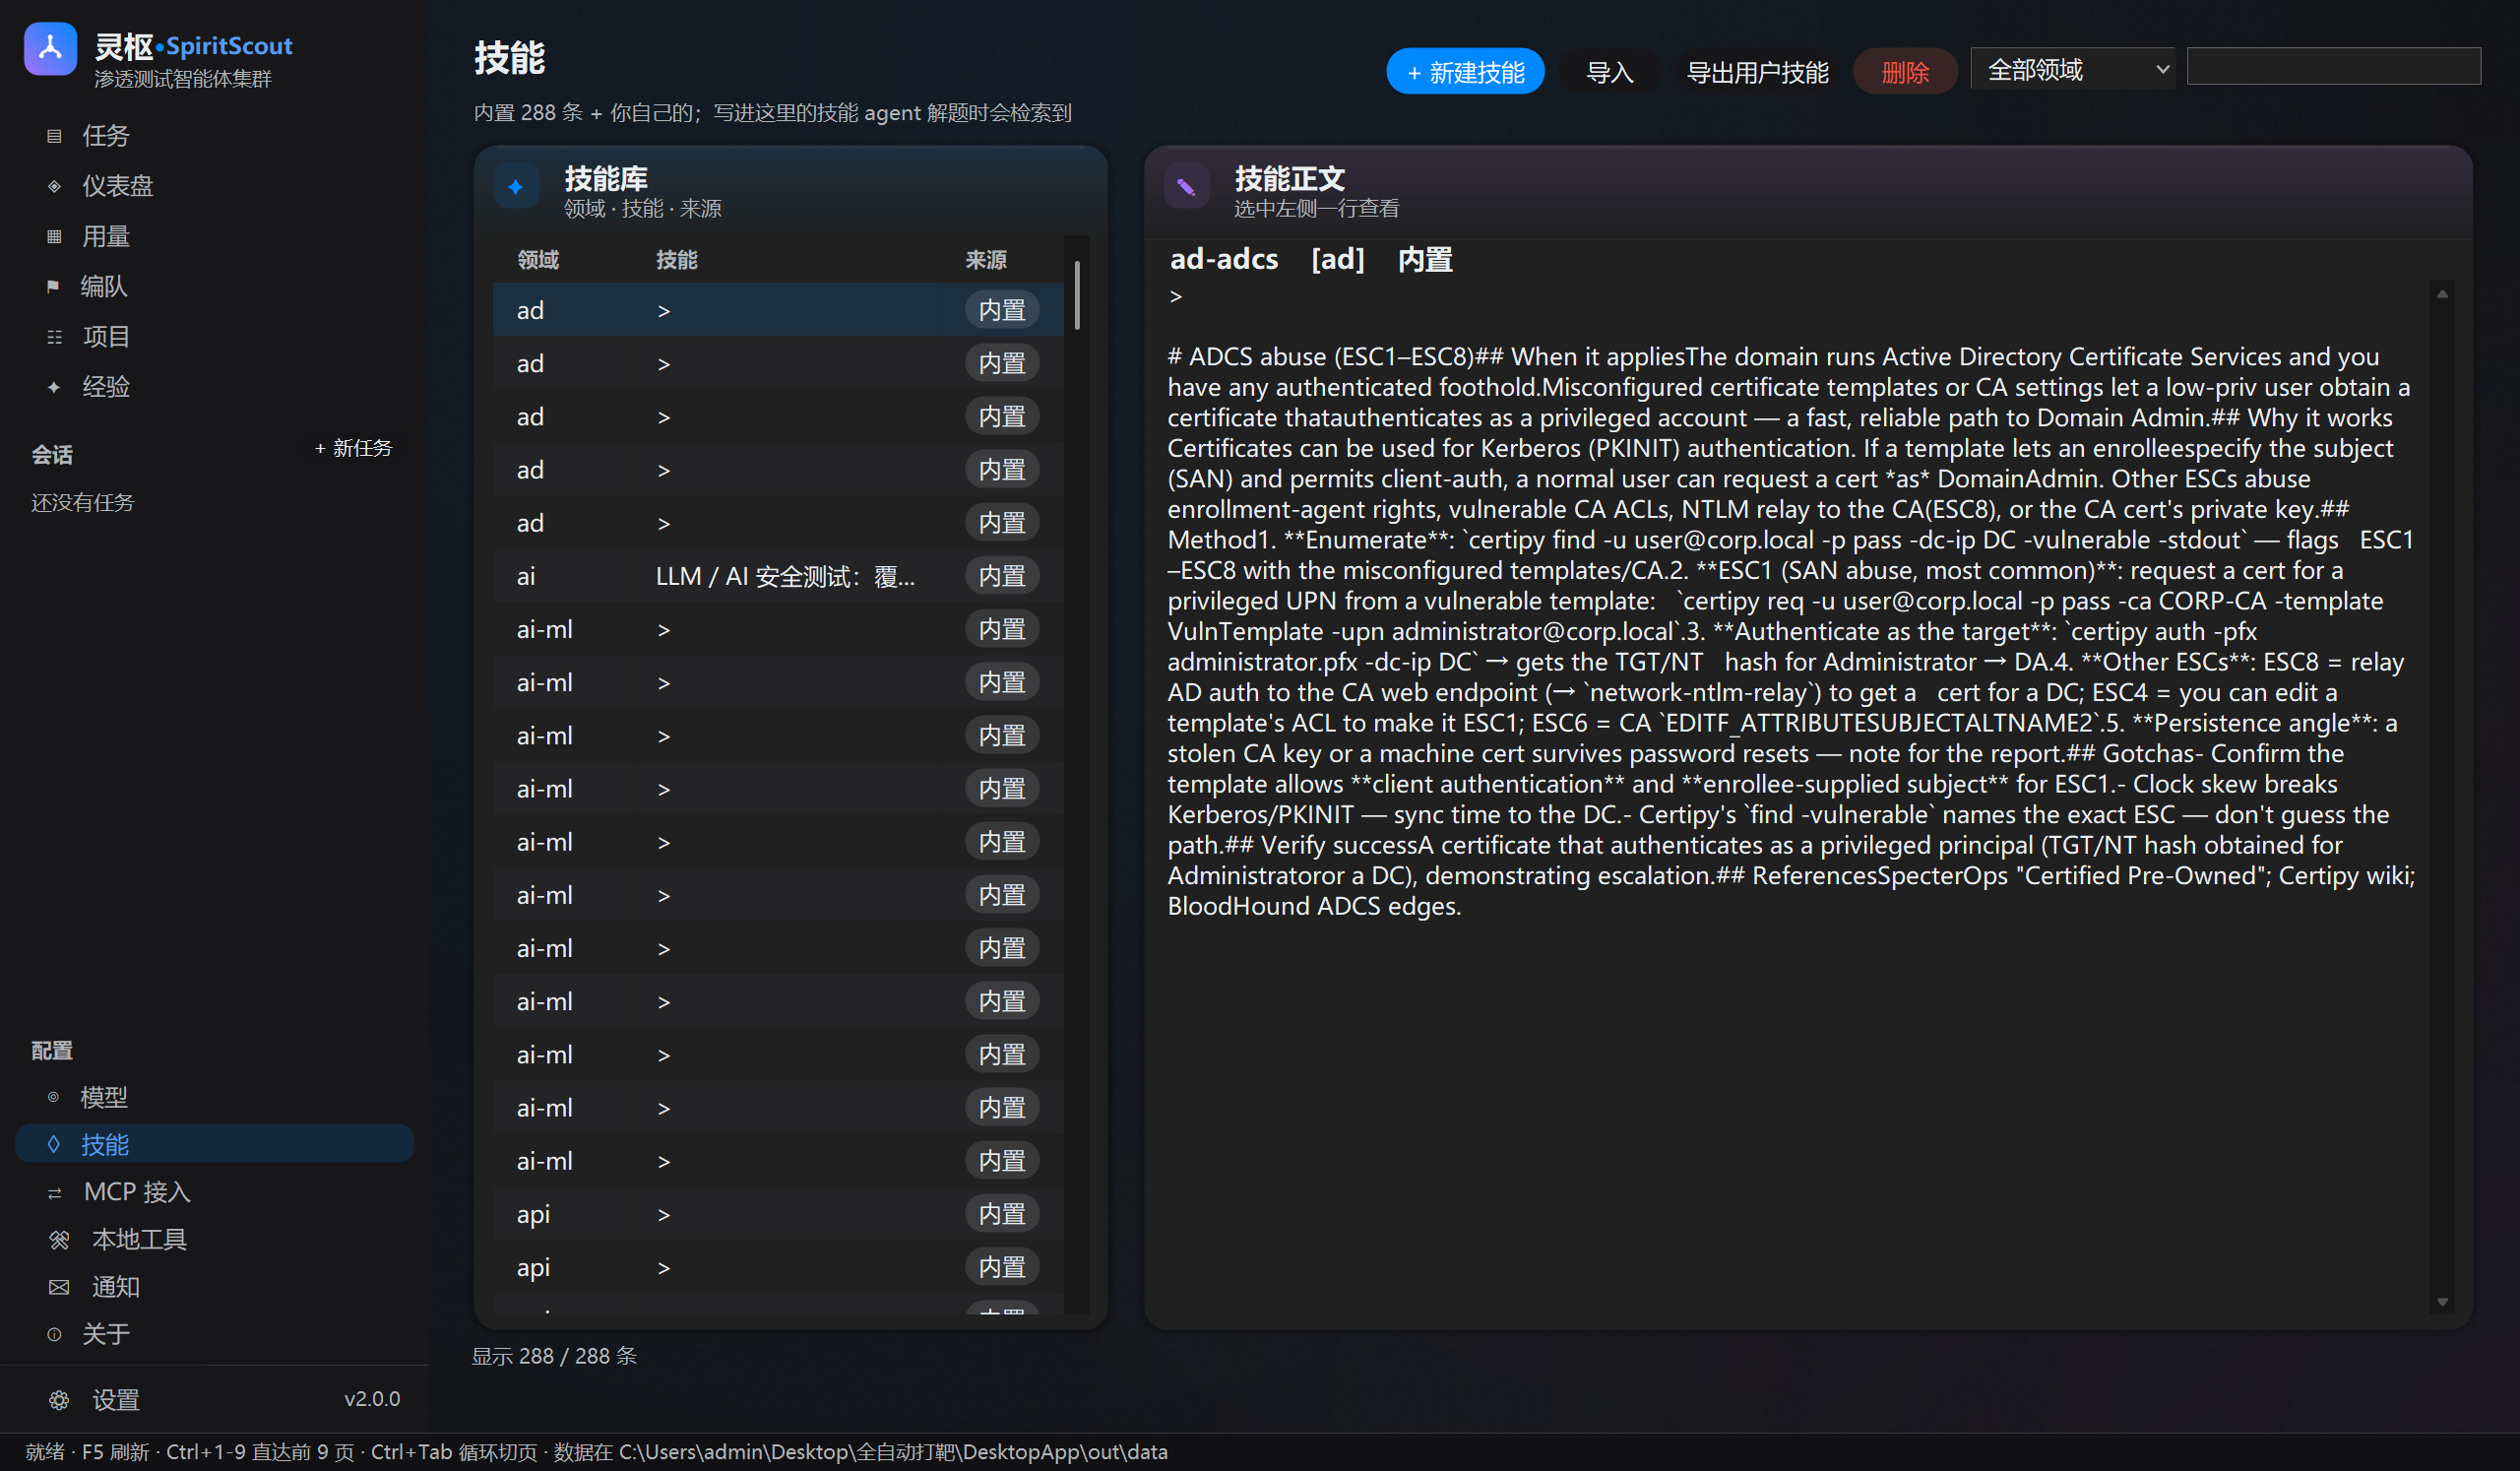 灵枢•SpiritScout
渗透测试智能体集群
任务
仪表盘
用量
编队
项目
经验
会话
+ 新任务
还没有任务
配置
模型
技能
MCP 接入
本地工具
通知
关于
设置
v2.0.0
技能
内置 288 条 + 你自己的；写进这里的技能 agent 解题时会检索到
+ 新建技能
导入
导出用户技能
删除
全部领域
技能库
领域 · 技能 · 来源
领域 技能 来源
ad > 内置
ad > 内置
ad > 内置
ad > 内置
ad > 内置
ai LLM / AI 安全测试：覆... 内置
ai-ml > 内置
ai-ml > 内置
ai-ml > 内置
ai-ml > 内置
ai-ml > 内置
ai-ml > 内置
ai-ml > 内置
ai-ml > 内置
ai-ml > 内置
ai-ml > 内置
ai-ml > 内置
api > 内置
api > 内置
显示 288 / 288 条
技能正文
选中左侧一行查看
ad-adcs [ad] 内置
>
# ADCS abuse (ESC1–ESC8)## When it appliesThe domain runs Active Directory Certificate Services and you
have any authenticated foothold.Misconfigured certificate templates or CA settings let a low-priv user obtain a
certificate thatauthenticates as a privileged account — a fast, reliable path to Domain Admin.## Why it works
Certificates can be used for Kerberos (PKINIT) authentication. If a template lets an enrolleespecify the subject
(SAN) and permits client-auth, a normal user can request a cert *as* DomainAdmin. Other ESCs abuse
enrollment-agent rights, vulnerable CA ACLs, NTLM relay to the CA(ESC8), or the CA cert's private key.##
Method1. **Enumerate**: `certipy find -u user@corp.local -p pass -dc-ip DC -vulnerable -stdout` — flags   ESC1
–ESC8 with the misconfigured templates/CA.2. **ESC1 (SAN abuse, most common)**: request a cert for a
privileged UPN from a vulnerable template:   `certipy req -u user@corp.local -p pass -ca CORP-CA -template
VulnTemplate -upn administrator@corp.local`.3. **Authenticate as the target**: `certipy auth -pfx
administrator.pfx -dc-ip DC` → gets the TGT/NT   hash for Administrator → DA.4. **Other ESCs**: ESC8 = relay
AD auth to the CA web endpoint (→ `network-ntlm-relay`) to get a   cert for a DC; ESC4 = you can edit a
template's ACL to make it ESC1; ESC6 = CA `EDITF_ATTRIBUTESUBJECTALTNAME2`.5. **Persistence angle**: a
stolen CA key or a machine cert survives password resets — note for the report.## Gotchas- Confirm the
template allows **client authentication** and **enrollee-supplied subject** for ESC1.- Clock skew breaks
Kerberos/PKINIT — sync time to the DC.- Certipy's `find -vulnerable` names the exact ESC — don't guess the
path.## Verify successA certificate that authenticates as a privileged principal (TGT/NT hash obtained for
Administratoror a DC), demonstrating escalation.## ReferencesSpecterOps "Certified Pre-Owned"; Certipy wiki;
BloodHound ADCS edges.
就绪 · F5 刷新 · Ctrl+1-9 直达前 9 页 · Ctrl+Tab 循环切页 · 数据在 C:\Users\admin\Desktop\全自动打靶\DesktopApp\out\data